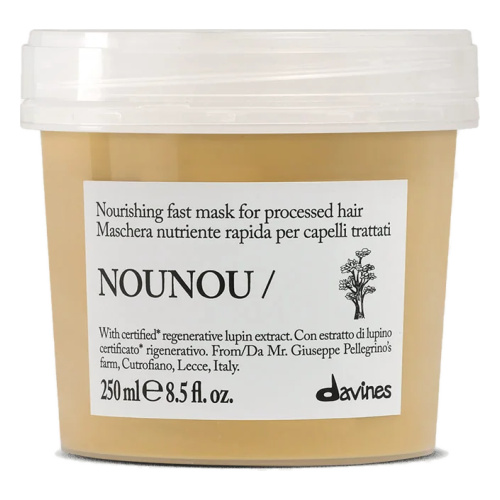 Nourishing fast mask for processed hair
Maschera nutriente rapida per capelli trattati
NOUNOU /
With certified* regenerative lupin extract. Con estratto di lupino
certificato* rigenerativo. From/Da Mr. Giuseppe Pellegrino's
farm, Cutrofiano, Lecce, Italy.
250 ml ℮ 8.5 fl. oz.
davines